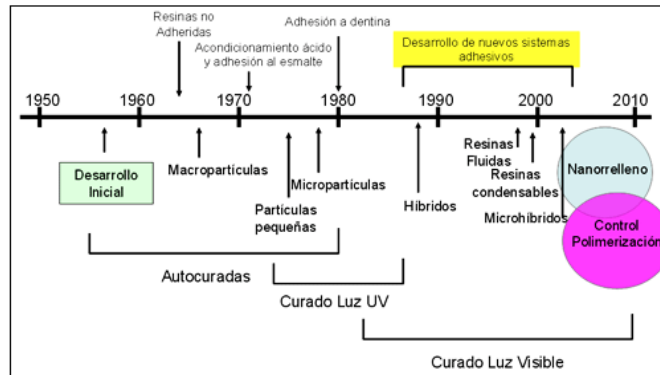 Resinas no
Adheridas
Acondicionamiento ácido
y adhesión al esmalte
Adhesión a dentina
Desarrollo de nuevos sistemas
adhesivos
1950 1960 1970 1980 1990 2000 2010
Desarrollo
Inicial
Macropartículas
Partículas
pequeñas
Micropartículas
Híbridos
Resinas
Fluidas
Resinas
condensables
Microhíbridos
Nanorrelleno
Control
Polimerización
Autocuradas
Curado Luz UV
Curado Luz Visible